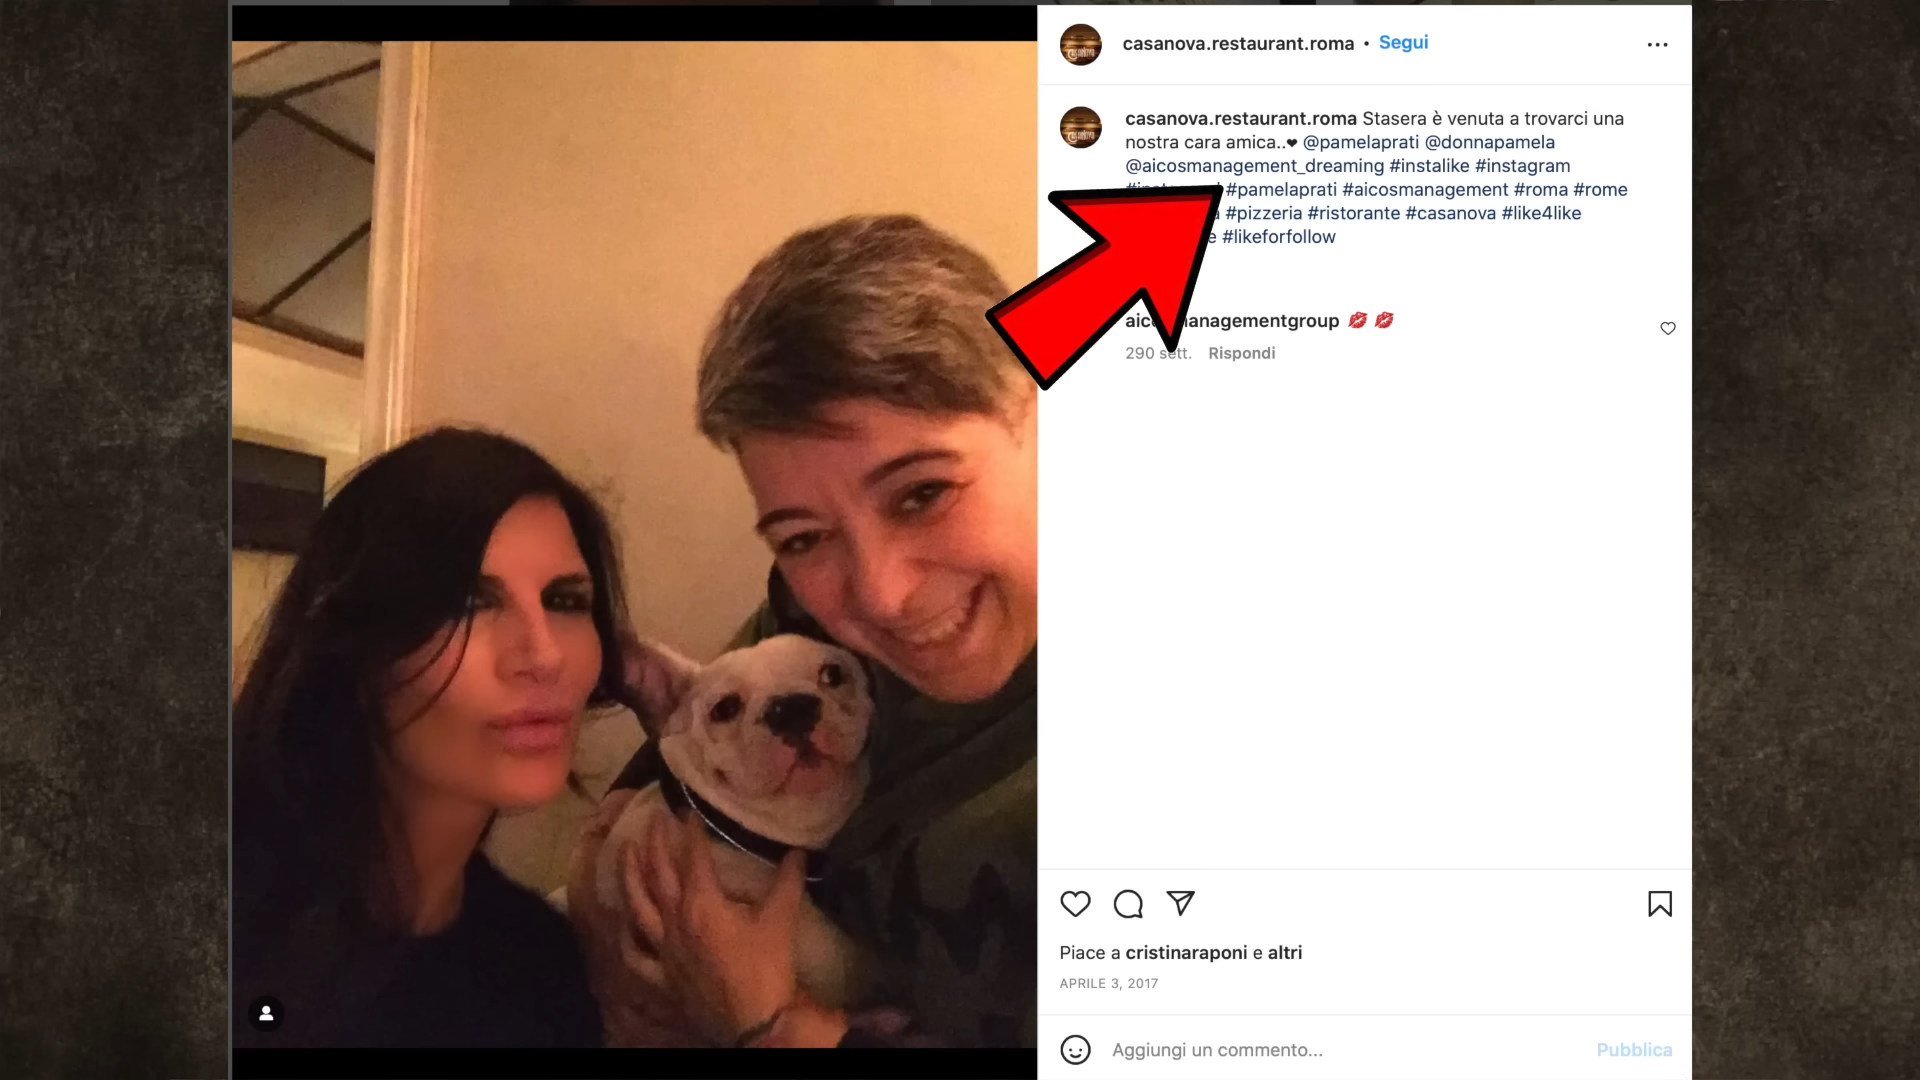 casanova.restaurant.roma • Segui
casanova.restaurant.roma Stasera è venuta a trovarci una
nostra cara amica..❤ @pamelaprati @donnapamela
@aicosmanagement_dreaming #instalike #instagram
#pamelaprati #aicosmanagement #roma #rome
#pizzeria #ristorante #casanova #like4like
#likeforfollow
💋 💋
290 sett. Rispondi
Piace a cristinaraponi e altri
APRILE 3, 2017
Aggiungi un commento...
Pubblica